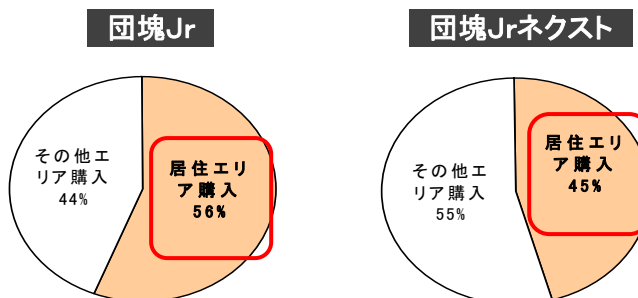 団塊Jr
団塊Jrネクスト
その他エ
リア購入
44%
居住エリ
ア購入
56%
その他エ
リア購入
55%
居住エリ
ア購入
45%